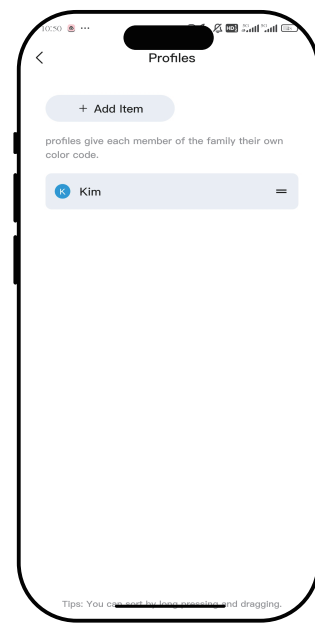 10:50
Profiles
+ Add Item
profiles give each member of the family their own
color code.
K Kim
Tips: You can sort by long pressing and dragging.